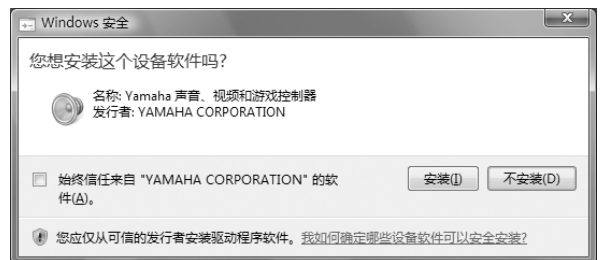 Windows 安全
您想安装这个设备软件吗?
名称: Yamaha 声音、视频和游戏控制器
发行者: YAMAHA CORPORATION
始终信任来自 "YAMAHA CORPORATION" 的软
件(A)。
安装(I)
不安装(D)
您应仅从可信的发行者安装驱动程序软件。我如何确定哪些设备软件可以安全安装?